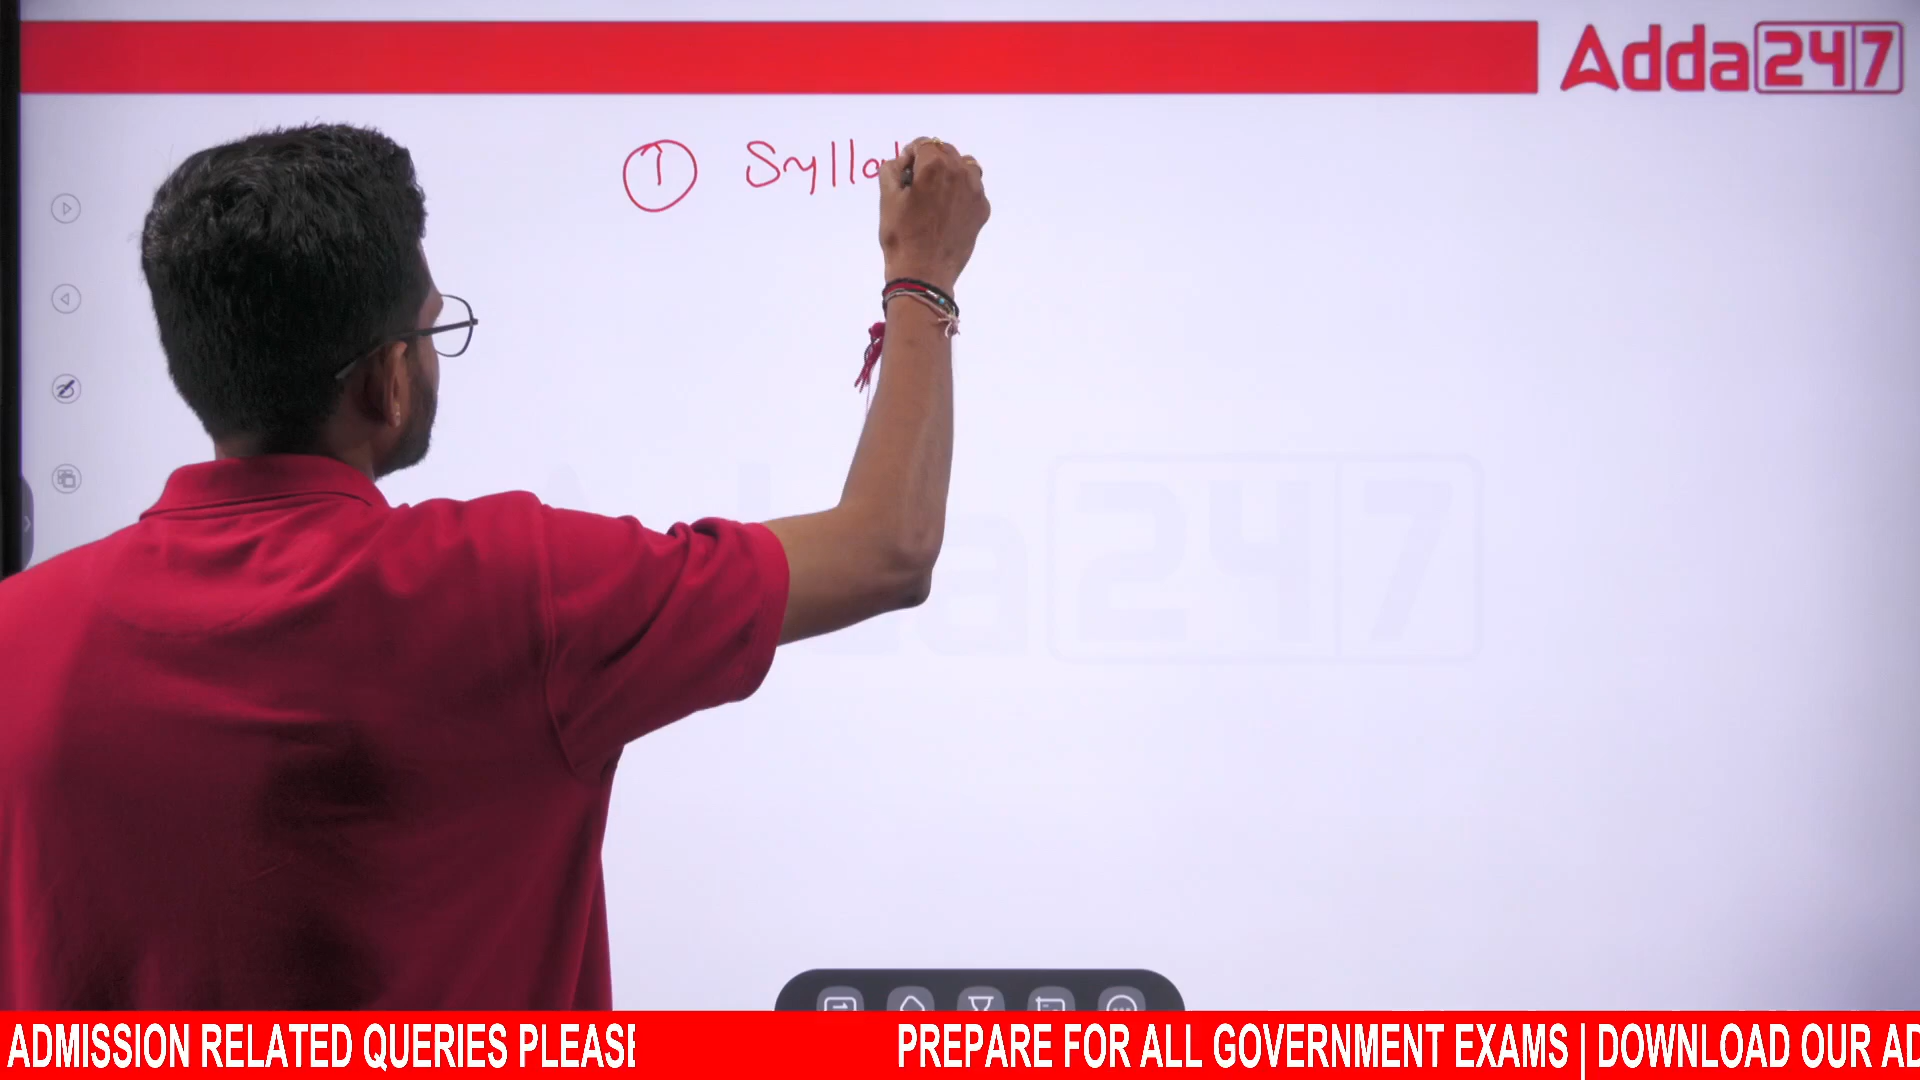 Adda247
① Sylla
ADMISSION RELATED QUERIES PLEASE
PREPARE FOR ALL GOVERNMENT EXAMS | DOWNLOAD OUR AD